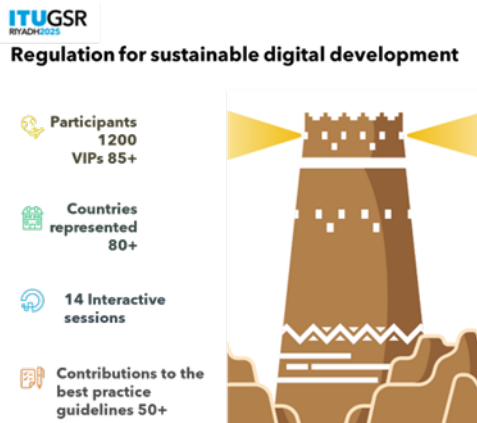 ITUGSR
RIYADH2025
Regulation for sustainable digital development
Participants
1200
VIPs 85+
Countries
represented
80+
14 Interactive
sessions
Contributions to the
best practice
guidelines 50+